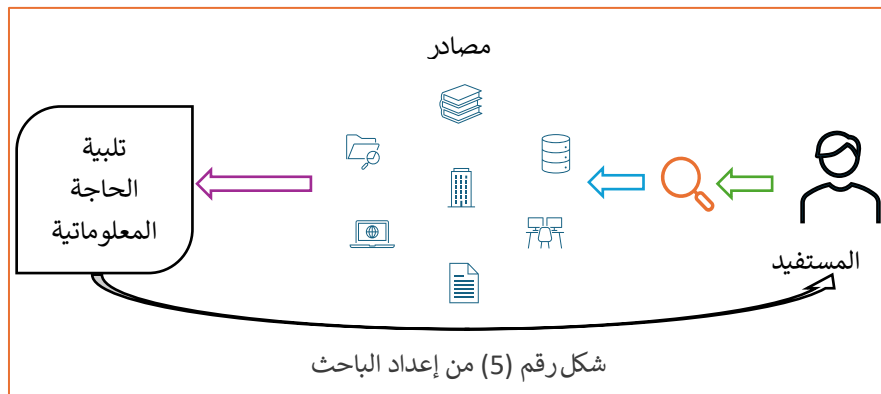 مصادر
المستفيد
تلبية
الحاجة
المعلوماتية
شكل رقم (5) من إعداد الباحث